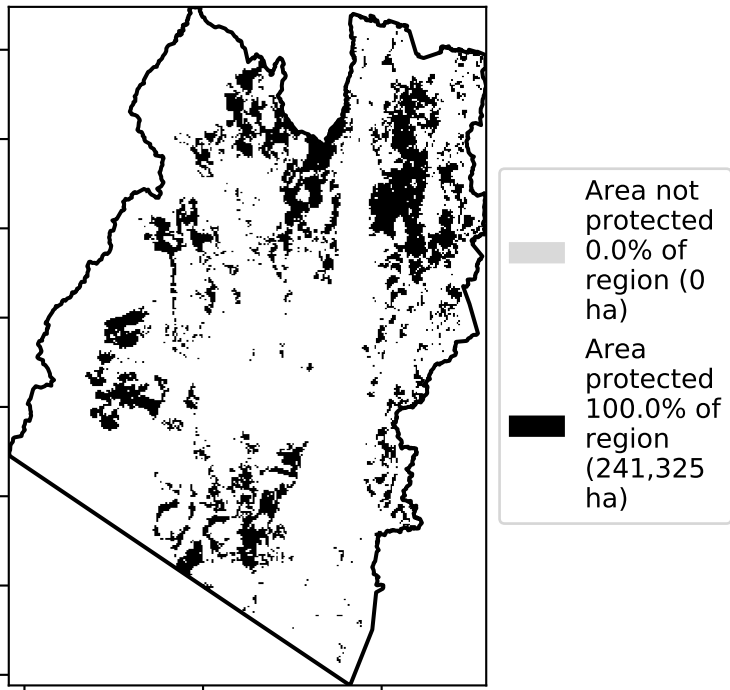 Area not
protected
0.0% of
region (0
ha)
Area
protected
100.0% of
region
(241,325
ha)